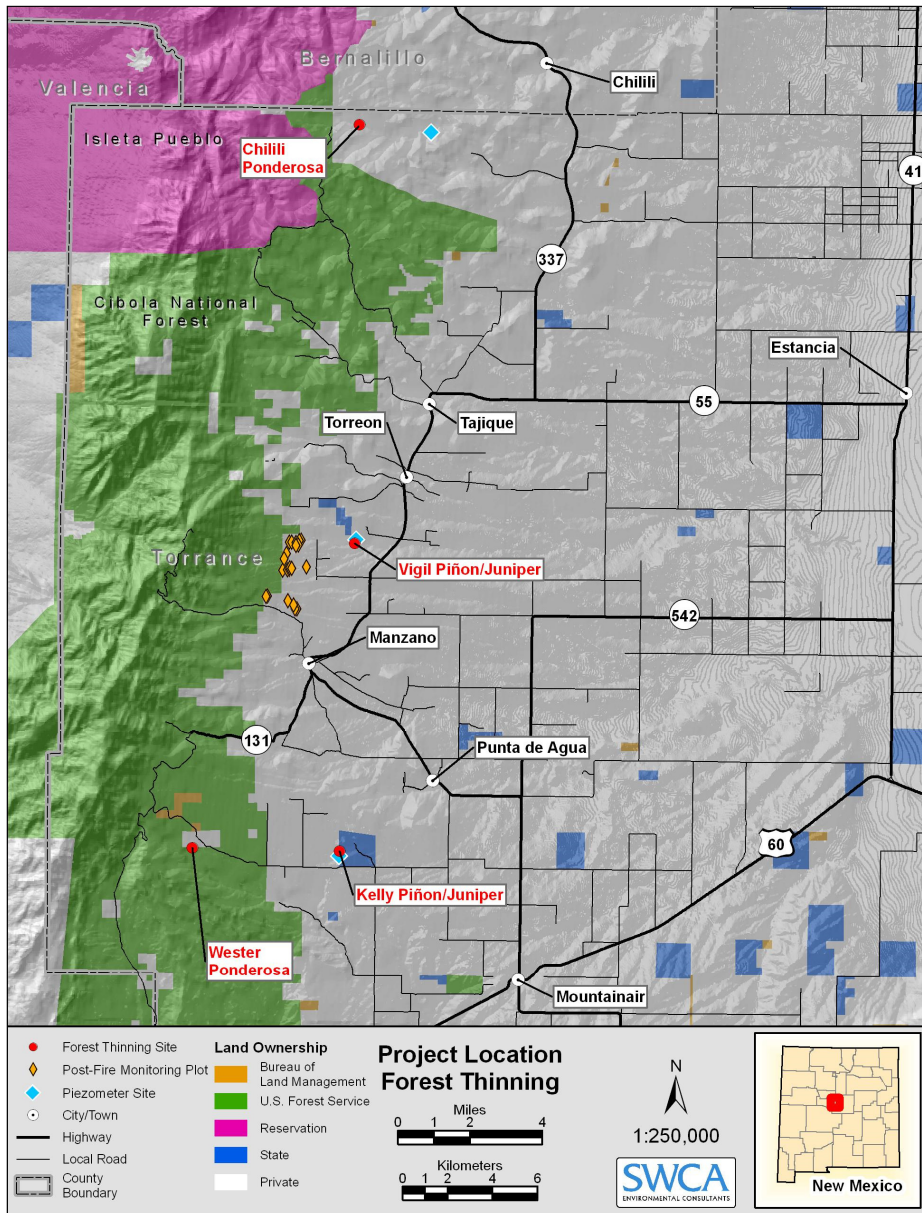 Bernalillo
Valencia
Chilili
Isleta Pueblo
Chilili
Ponderosa
41
337
Cibola National
Forest
Estancia
55
Torreon
Tajique
Torrance
Vigil Piñon/Juniper
542
Manzano
131
Punta de Agua
60
Kelly Piñon/Juniper
Wester
Ponderosa
Mountainair
Forest Thinning Site
Post-Fire Monitoring Plot
Piezometer Site
City/Town
Highway
Local Road
County
Boundary
Land Ownership
Bureau of
Land Management
U.S. Forest Service
Reservation
State
Private
Project Location
Forest Thinning
Miles
0 1 2 4
Kilometers
0 1 2 4 6
N
1:250,000
SWCA
ENVIRONMENTAL CONSULTANTS
New Mexico